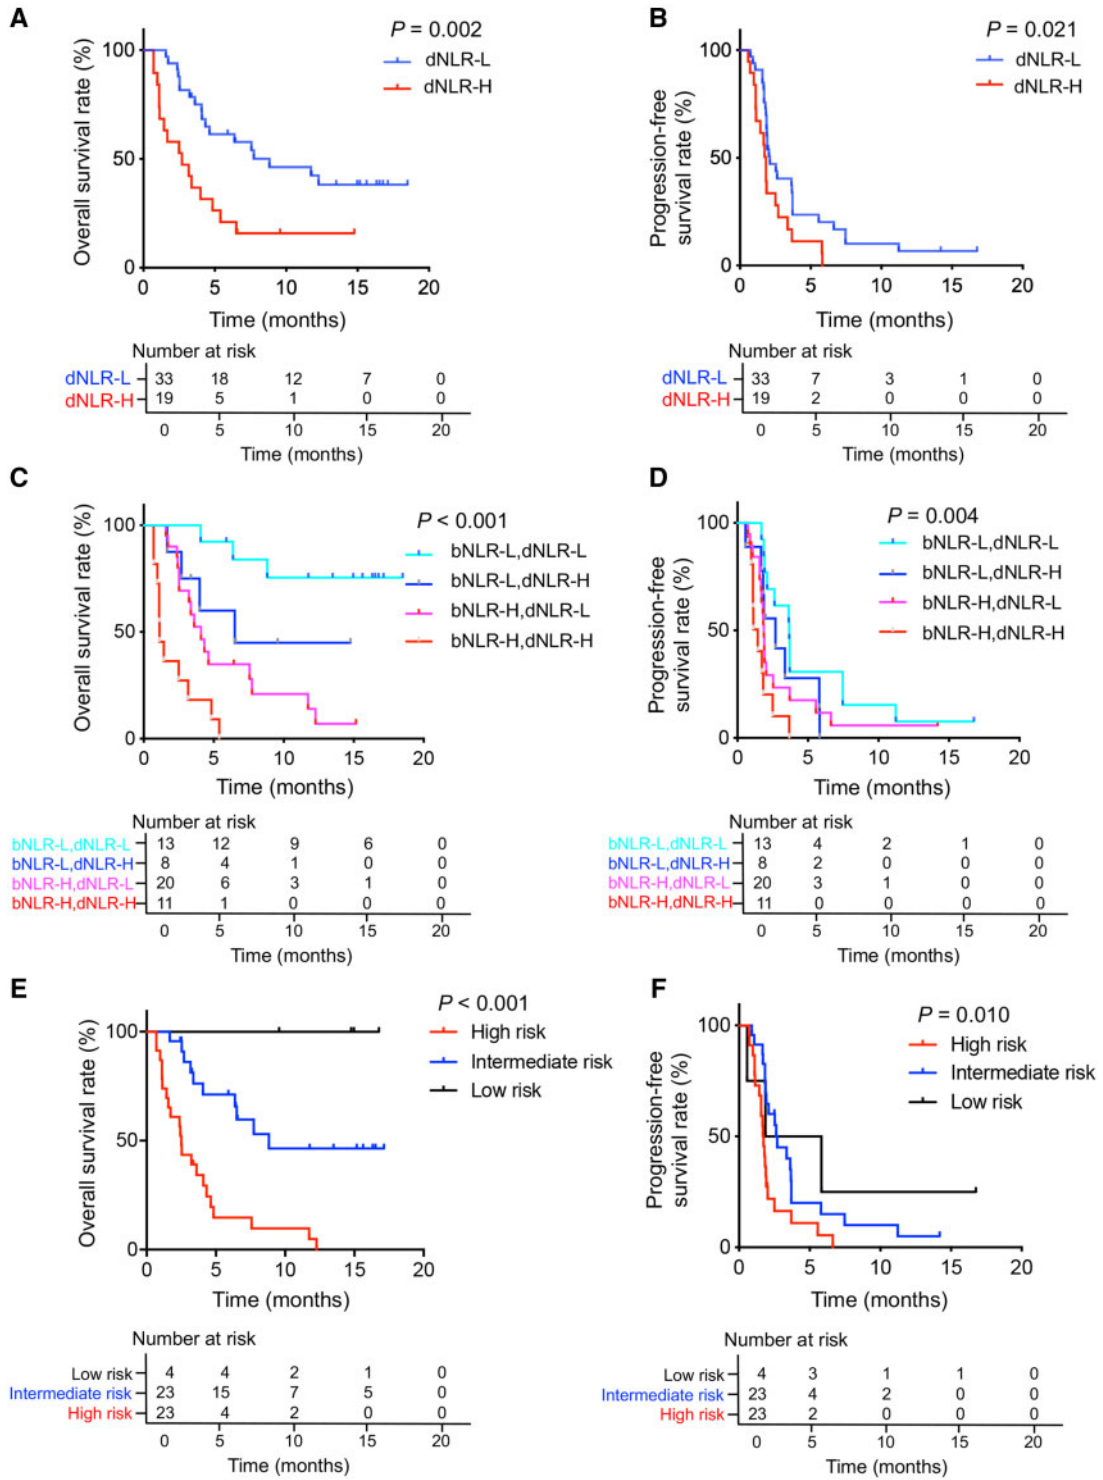 A
P = 0.002
dNLR-L
dNLR-H
Overall survival rate (%)
100
50
0
0 5 10 15 20
Time (months)
Number at risk
dNLR-L 33 18 12 7 0
dNLR-H 19 5 1 0 0
0 5 10 15 20
Time (months)
B
P = 0.021
dNLR-L
dNLR-H
Progression-free
survival rate (%)
100
50
0
0 5 10 15 20
Time (months)
Number at risk
dNLR-L 33 7 3 1 0
dNLR-H 19 2 0 0 0
0 5 10 15 20
Time (months)
C
P < 0.001
bNLR-L,dNLR-L
bNLR-L,dNLR-H
bNLR-H,dNLR-L
bNLR-H,dNLR-H
Overall survival rate (%)
100
50
0
0 5 10 15 20
Time (months)
Number at risk
bNLR-L,dNLR-L 13 12 9 6 0
bNLR-L,dNLR-H 8 4 1 0 0
bNLR-H,dNLR-L 20 6 3 1 0
bNLR-H,dNLR-H 11 1 0 0 0
0 5 10 15 20
Time (months)
D
P = 0.004
bNLR-L,dNLR-L
bNLR-L,dNLR-H
bNLR-H,dNLR-L
bNLR-H,dNLR-H
Progression-free
survival rate (%)
100
50
0
0 5 10 15 20
Time (months)
Number at risk
bNLR-L,dNLR-L 13 4 2 1 0
bNLR-L,dNLR-H 8 2 0 0 0
bNLR-H,dNLR-L 20 3 1 0 0
bNLR-H,dNLR-H 11 0 0 0 0
0 5 10 15 20
Time (months)
E
P < 0.001
High risk
Intermediate risk
Low risk
Overall survival rate (%)
100
50
0
0 5 10 15 20
Time (months)
Number at risk
Low risk 4 4 2 1 0
Intermediate risk 23 15 7 5 0
High risk 23 4 2 0 0
0 5 10 15 20
Time (months)
F
P = 0.010
High risk
Intermediate risk
Low risk
Progression-free
survival rate (%)
100
50
0
0 5 10 15 20
Time (months)
Number at risk
Low risk 4 3 1 1 0
Intermediate risk 23 4 2 0 0
High risk 23 2 0 0 0
0 5 10 15 20
Time (months)